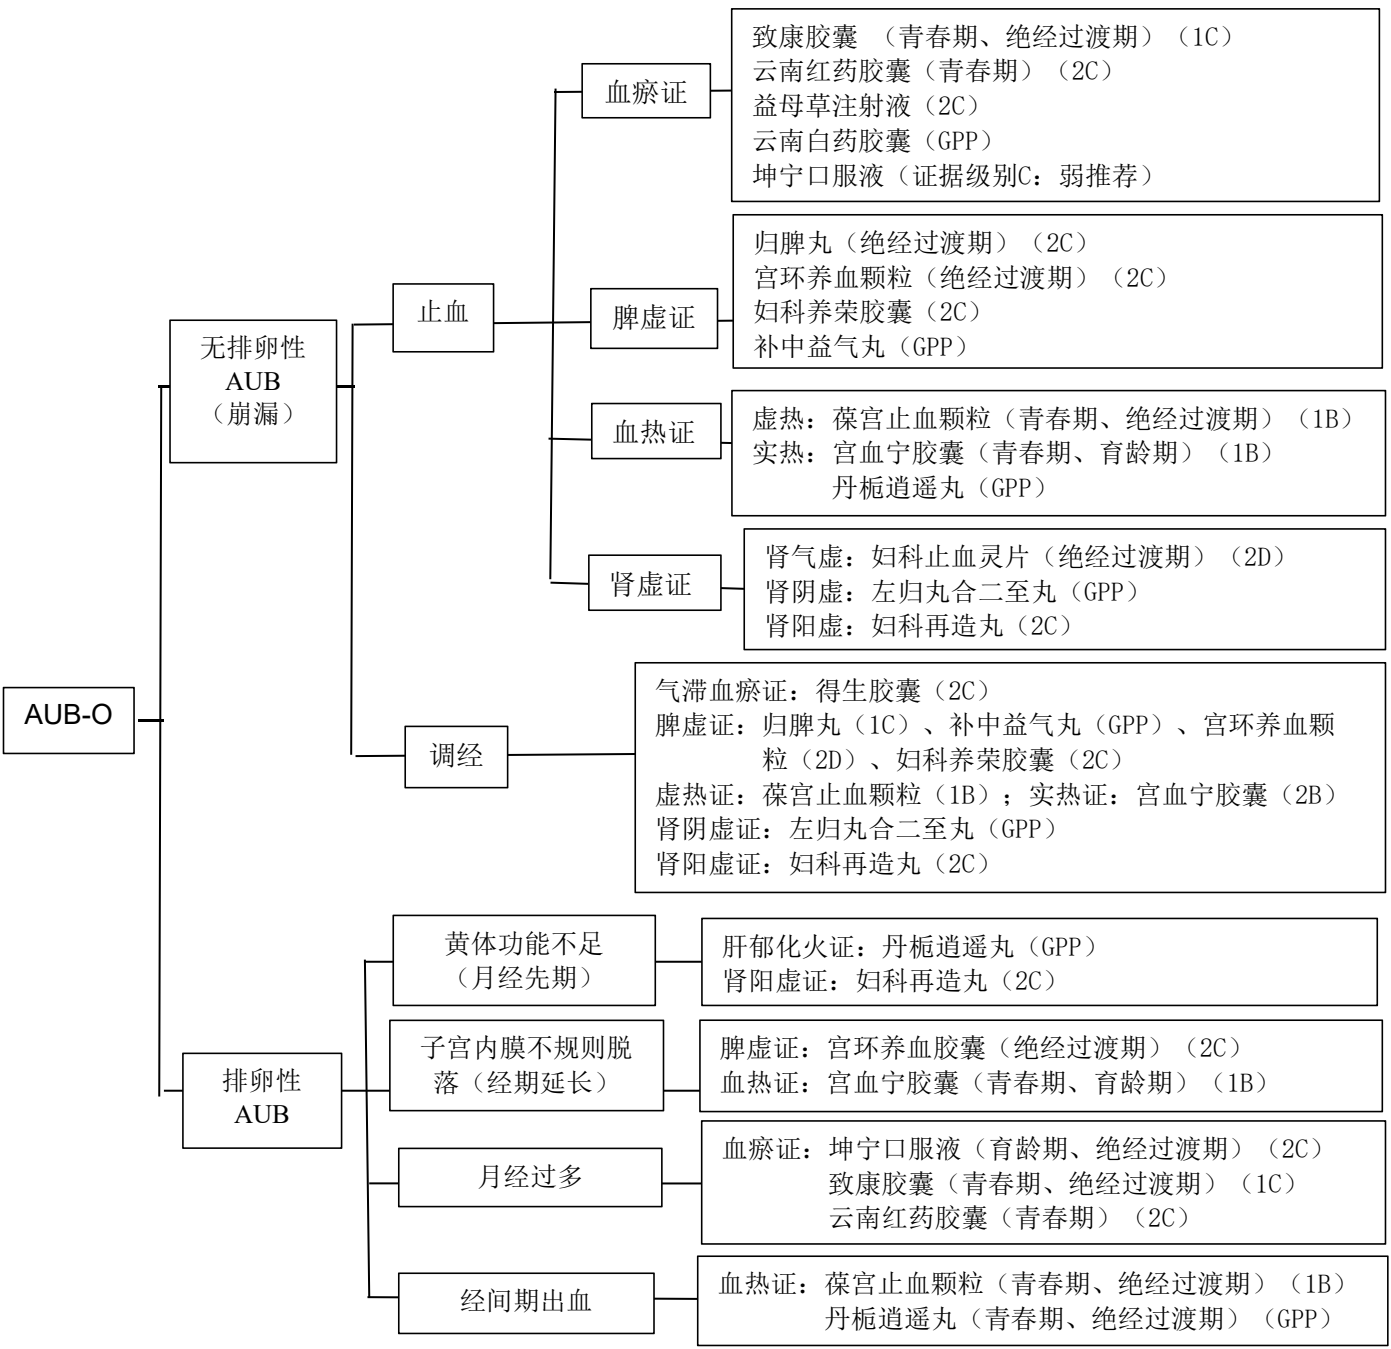 AUB-O
无排卵性
AUB
（崩漏）
止血
血瘀证
致康胶囊 （青春期、绝经过渡期）（1C）
云南红药胶囊（青春期）（2C）
益母草注射液（2C）
云南白药胶囊（GPP）
坤宁口服液（证据级别C：弱推荐）
脾虚证
归脾丸（绝经过渡期）（2C）
宫环养血颗粒（绝经过渡期）（2C）
妇科养荣胶囊（2C）
补中益气丸（GPP）
血热证
虚热：葆宫止血颗粒（青春期、绝经过渡期）（1B）
实热：宫血宁胶囊（青春期、育龄期）（1B）
丹栀逍遥丸（GPP）
肾虚证
肾气虚：妇科止血灵片（绝经过渡期）（2D）
肾阴虚：左归丸合二至丸（GPP）
肾阳虚：妇科再造丸（2C）
调经
气滞血瘀证：得生胶囊（2C）
脾虚证：归脾丸（1C）、补中益气丸（GPP）、宫环养血颗
粒（2D）、妇科养荣胶囊（2C）
虚热证：葆宫止血颗粒（1B）；实热证：宫血宁胶囊（2B）
肾阴虚证：左归丸合二至丸（GPP）
肾阳虚证：妇科再造丸（2C）
排卵性
AUB
黄体功能不足
（月经先期）
肝郁化火证：丹栀逍遥丸（GPP）
肾阳虚证：妇科再造丸（2C）
子宫内膜不规则脱
落（经期延长）
脾虚证：宫环养血胶囊（绝经过渡期）（2C）
血热证：宫血宁胶囊（青春期、育龄期）（1B）
月经过多
血瘀证：坤宁口服液（育龄期、绝经过渡期）（2C）
致康胶囊（青春期、绝经过渡期）（1C）
云南红药胶囊（青春期）（2C）
经间期出血
血热证：葆宫止血颗粒（青春期、绝经过渡期）（1B）
丹栀逍遥丸（青春期、绝经过渡期）（GPP）